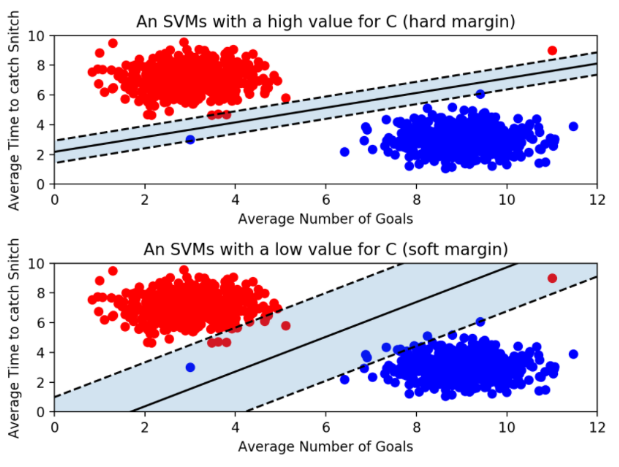 An SVMs with a high value for C (hard margin)
10
8
6
4
2
0
Average Time to catch Snitch
0 2 4 6 8 10 12
Average Number of Goals
An SVMs with a low value for C (soft margin)
10
8
6
4
2
0
Average Time to catch Snitch
0 2 4 6 8 10 12
Average Number of Goals